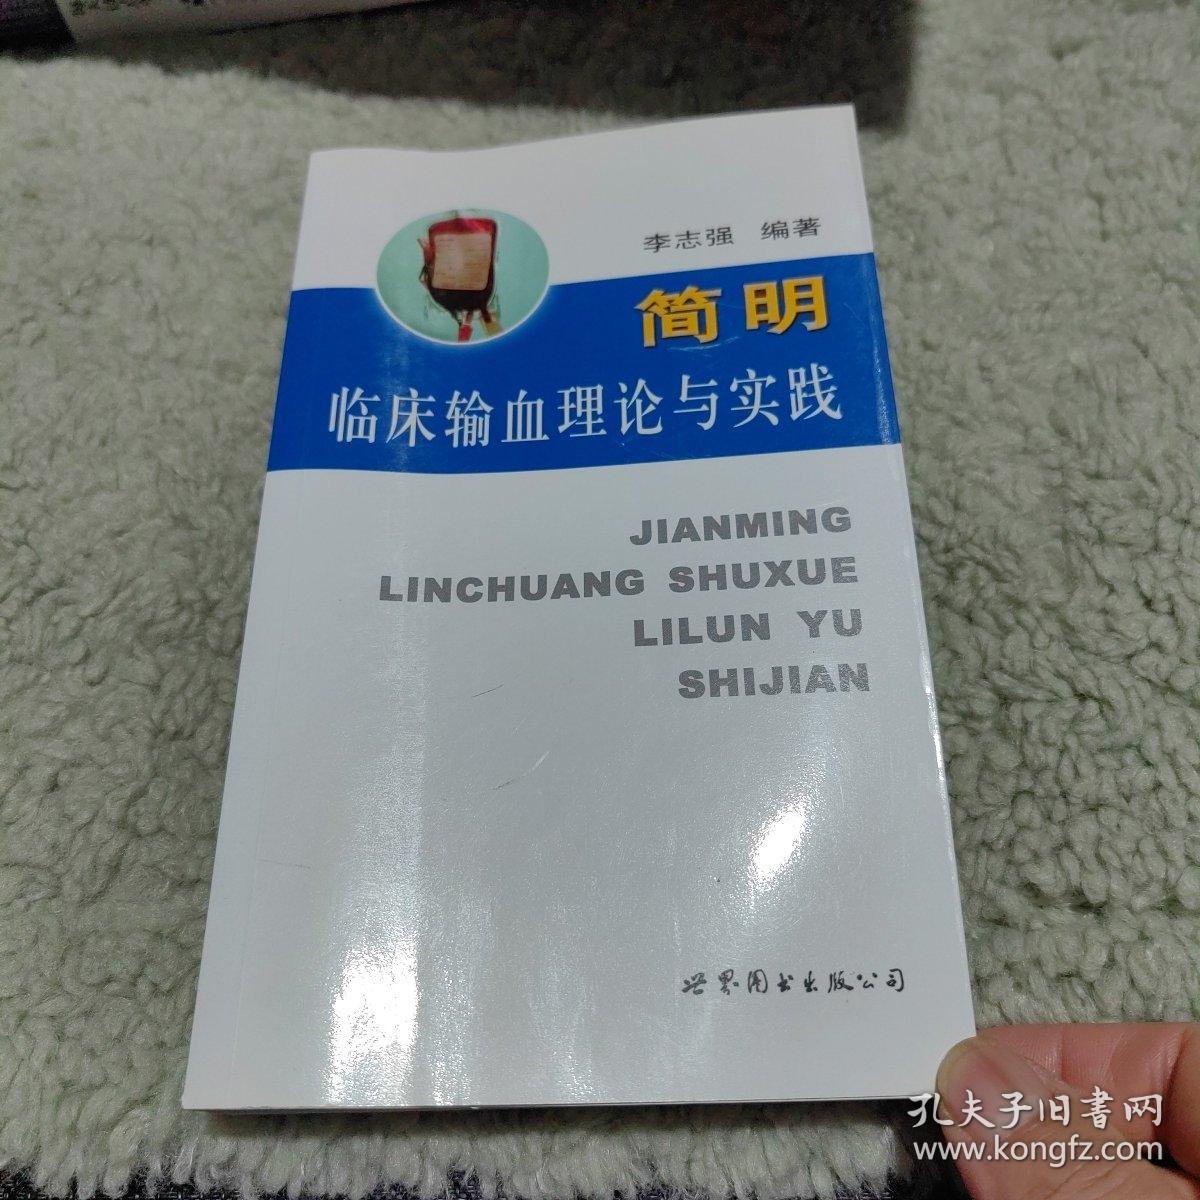 李志强 编著
简明
临床输血理论与实践
JIANMING
LINCHUANG SHUXUE
LILUN YU
SHIJIAN
世界图书出版公司
孔夫子旧書网
www.kongfz.com